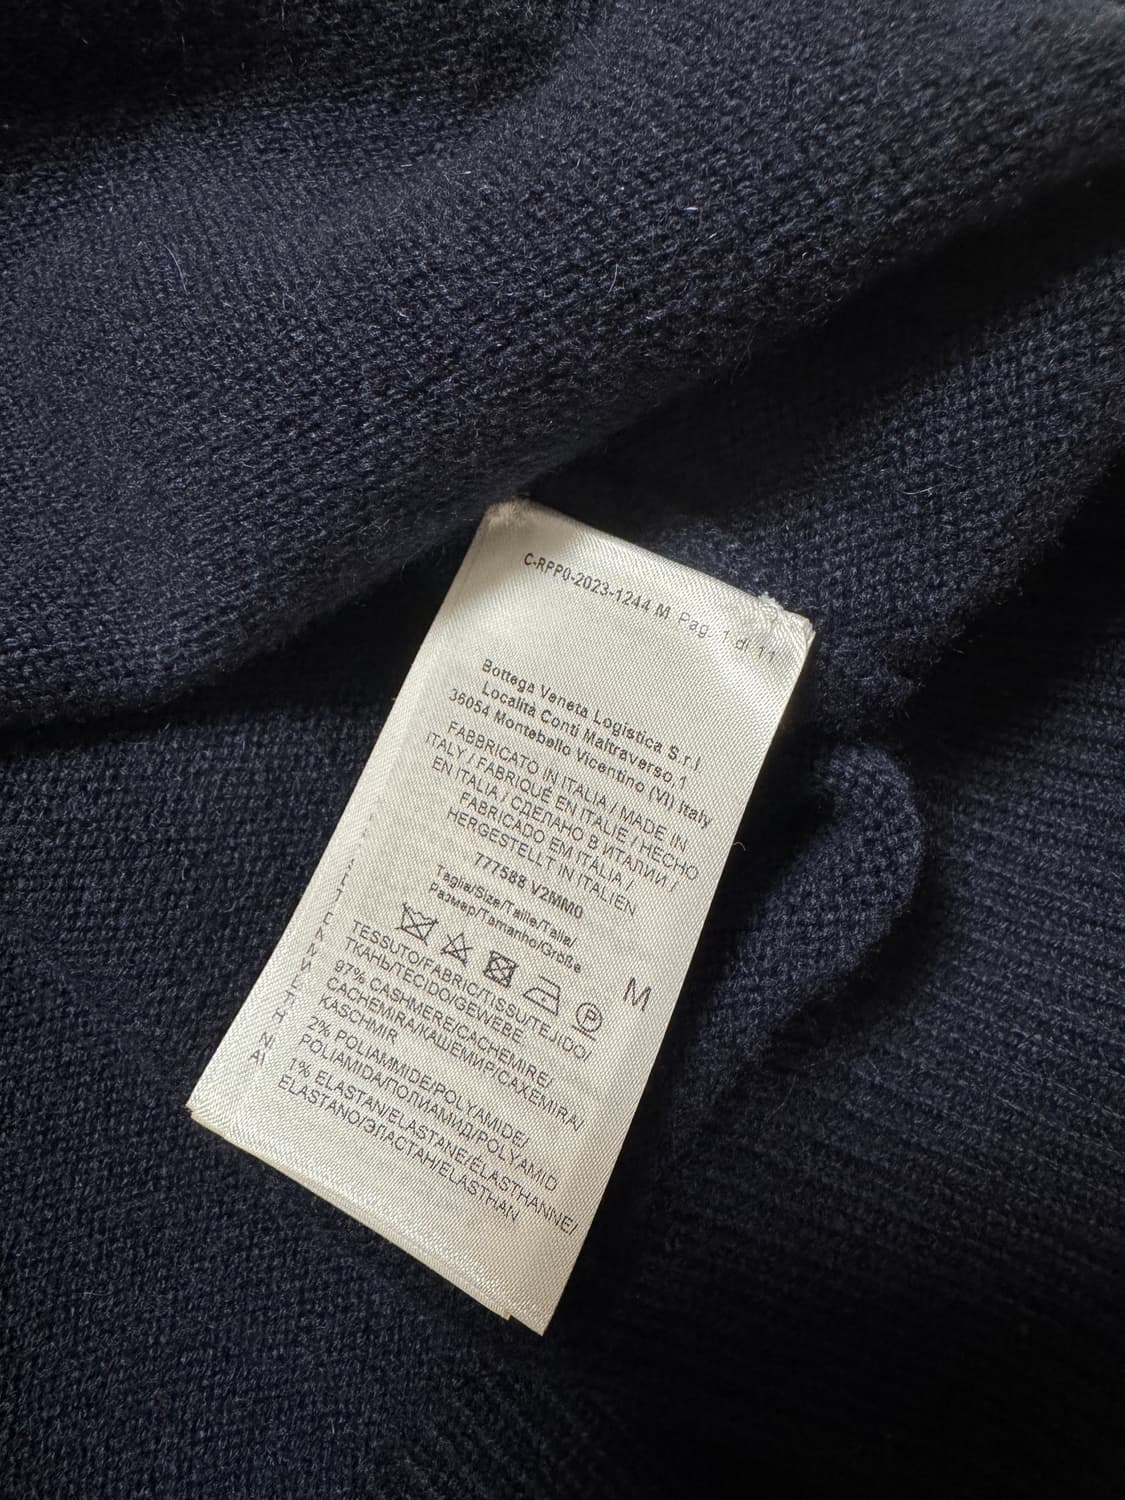 C-RPP0-2023-1244 M Pag. 1 di 11
Bottega Veneta Logistica S.r.l.
Località Conti Maltraverso,1
36054 Montebello Vicentino (VI) Italy
FABBRICATO IN ITALIA / MADE IN
ITALY / FABRIQUÉ EN ITALIE / HECHO
EN ITALIA / СДЕЛАНО В ИТАЛИИ /
FABRICADO EM ITALIA /
HERGESTELLT IN ITALIEN
777588 V2MM0
Taglia/Size/Taille/Talla/
Размер/Tamanho/Größe
M
P
TESSUTO/FABRIC/TISSU/TEJIDO/
ТКАНЬ/TECIDO/GEWEBE
97% CASHMERE/CACHEMIRE/
CACHEMIRA/КАШЕМИР/CAXEMIRA/
KASCHMIR
2% POLIAMMIDE/POLYAMIDE/
POLIAMIDA/ПОЛИАМИД/POLYAMID
1% ELASTAN/ELASTANE/ÉLASTHANNE/
ELASTANO/ЭЛАСТАН/ELASTHAN